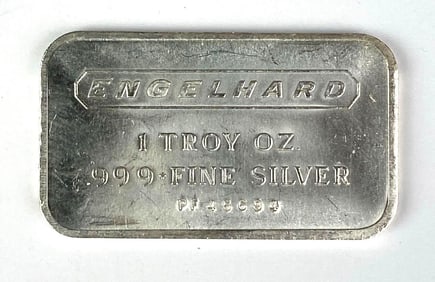 ENGELHARD
1 TROY OZ.
.999+FINE SILVER